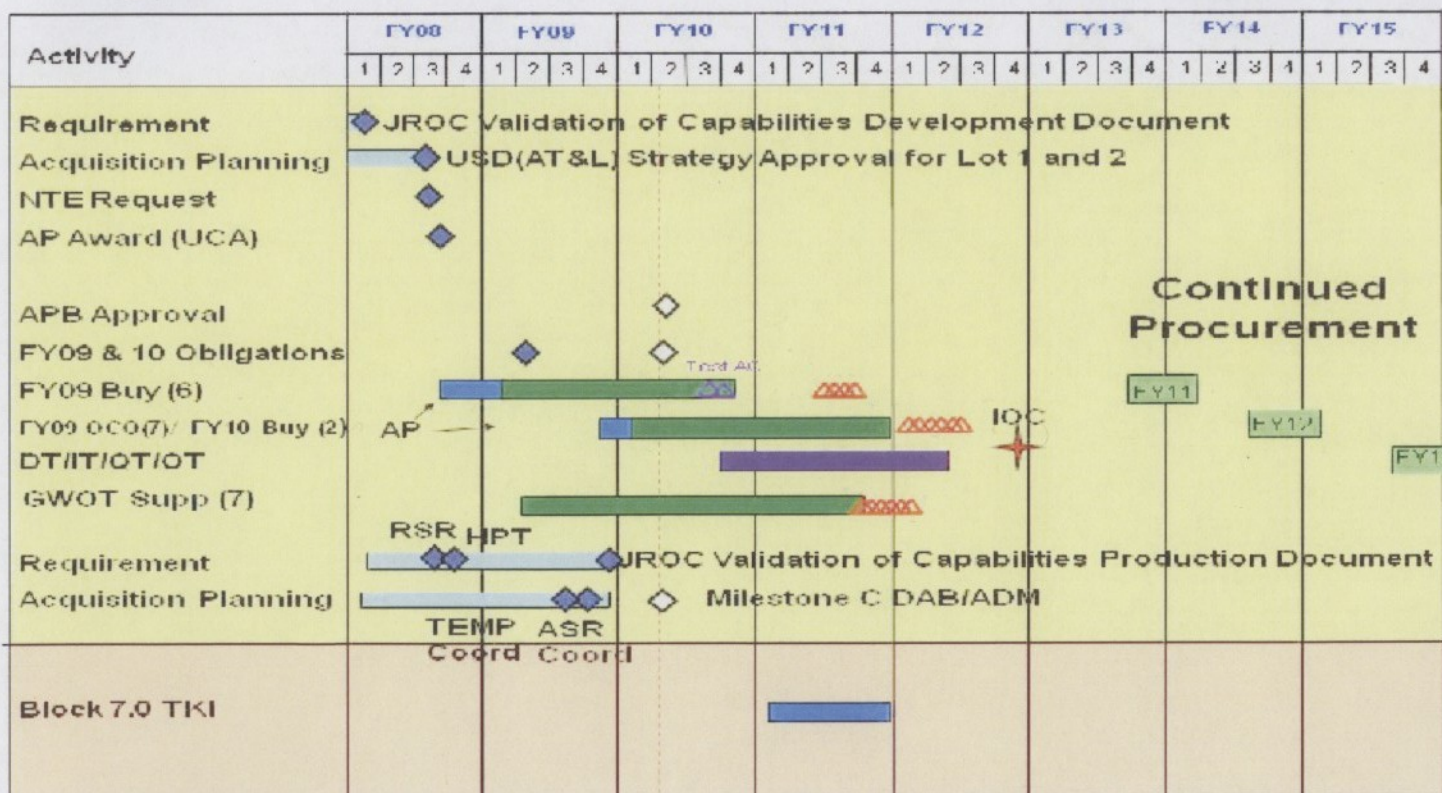 Activity
FY08 FY09 FY10 FY11 FY12 FY13 FY14 FY15
1 2 3 4 1 2 3 4 1 2 3 4 1 2 3 4 1 2 3 4 1 2 3 4 1 2 3 4 1 2 3 4
Requirement JROC Validation of Capabilities Development Document
Acquisition Planning USD(AT&L) Strategy Approval for Lot 1 and 2
NTE Request
AP Award (UCA)
Continued
Procurement
APB Approval
FY09 & 10 Obligations
Test AC
FY09 Buy (6) FY11
FY09 OCO(7)/ FY10 Buy (2) AP IOC FY12
DT/IT/OT/OT FY1
GWOT Supp (7)
RSR HPT
Requirement JROC Validation of Capabilities Production Document
Acquisition Planning Milestone C DAB/ADM
TEMP ASR
Coord Coord
Block 7.0 TKI